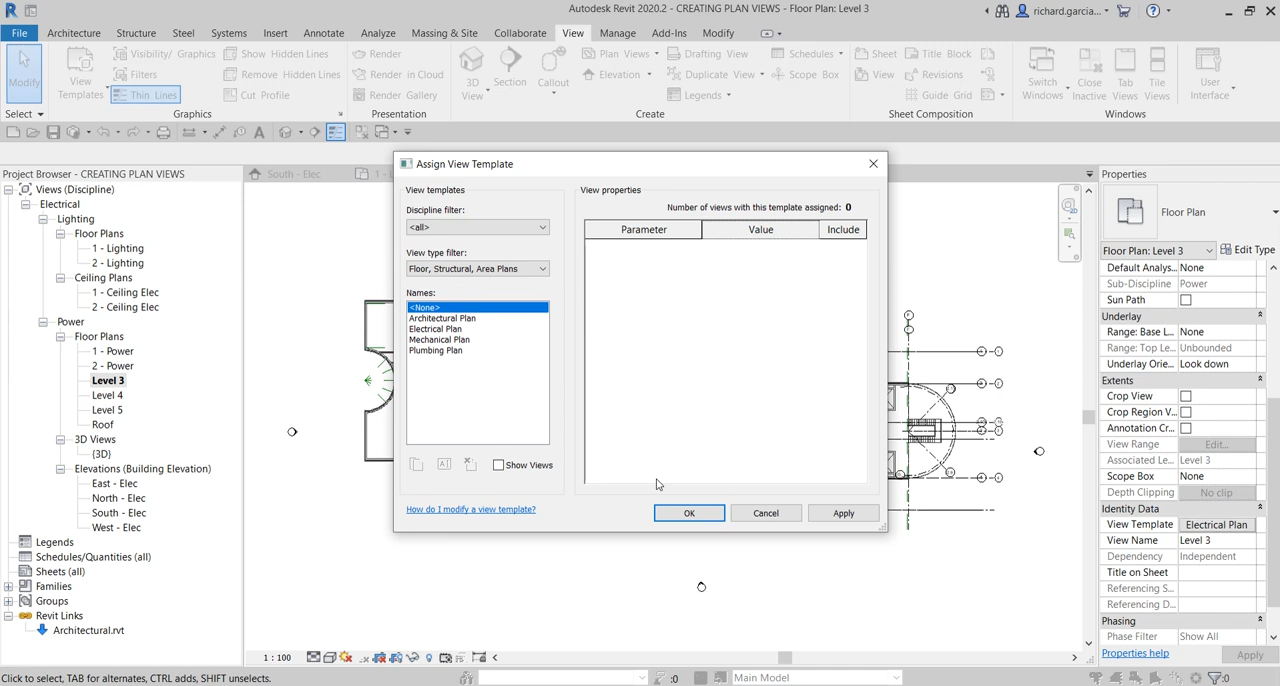 Autodesk Revit 2020.2 - CREATING PLAN VIEWS - Floor Plan: Level 3
richard.garcia...
File Architecture Structure Steel Systems Insert Annotate Analyze Massing & Site Collaborate View Manage Add-Ins Modify
Modify
View Templates
Visibility/ Graphics
Filters
Thin Lines
Show Hidden Lines
Remove Hidden Lines
Cut Profile
Render
Render in Cloud
Render Gallery
3D View
Section
Callout
Plan Views
Elevation
Drafting View
Duplicate View
Legends
Schedules
Scope Box
Sheet
View
Title Block
Revisions
Guide Grid
Switch Windows
Close Inactive
Tab Views
Tile Views
User Interface
Select Graphics Presentation Create Sheet Composition Windows
Project Browser - CREATING PLAN VIEWS
Views (Discipline)
Electrical
Lighting
Floor Plans
1 - Lighting
2 - Lighting
Ceiling Plans
1 - Ceiling Elec
2 - Ceiling Elec
Power
Floor Plans
1 - Power
2 - Power
Level 3
Level 4
Level 5
Roof
3D Views
{3D}
Elevations (Building Elevation)
East - Elec
North - Elec
South - Elec
West - Elec
Legends
Schedules/Quantities (all)
Sheets (all)
Families
Groups
Revit Links
Architectural.rvt
South - Elec
Assign View Template
View templates
Discipline filter:
<all>
View type filter:
Floor, Structural, Area Plans
Names:
<None>
Architectural Plan
Electrical Plan
Mechanical Plan
Plumbing Plan
Show Views
How do I modify a view template?
View properties
Number of views with this template assigned: 0
Parameter Value Include
OK Cancel Apply
Properties
Floor Plan
Floor Plan: Level 3 Edit Type
Default Analys... None
Sub-Discipline Power
Sun Path
Underlay
Range: Base L... None
Range: Top Le... Unbounded
Underlay Orie... Look down
Extents
Crop View
Crop Region V...
Annotation Cr...
View Range Edit...
Associated Le... Level 3
Scope Box None
Depth Clipping No clip
Identity Data
View Template Electrical Plan
View Name Level 3
Dependency Independent
Title on Sheet
Referencing S...
Referencing D...
Phasing
Phase Filter Show All
Properties help Apply
1 : 100
Click to select, TAB for alternates, CTRL adds, SHIFT unselects.
:0
Main Model
:0